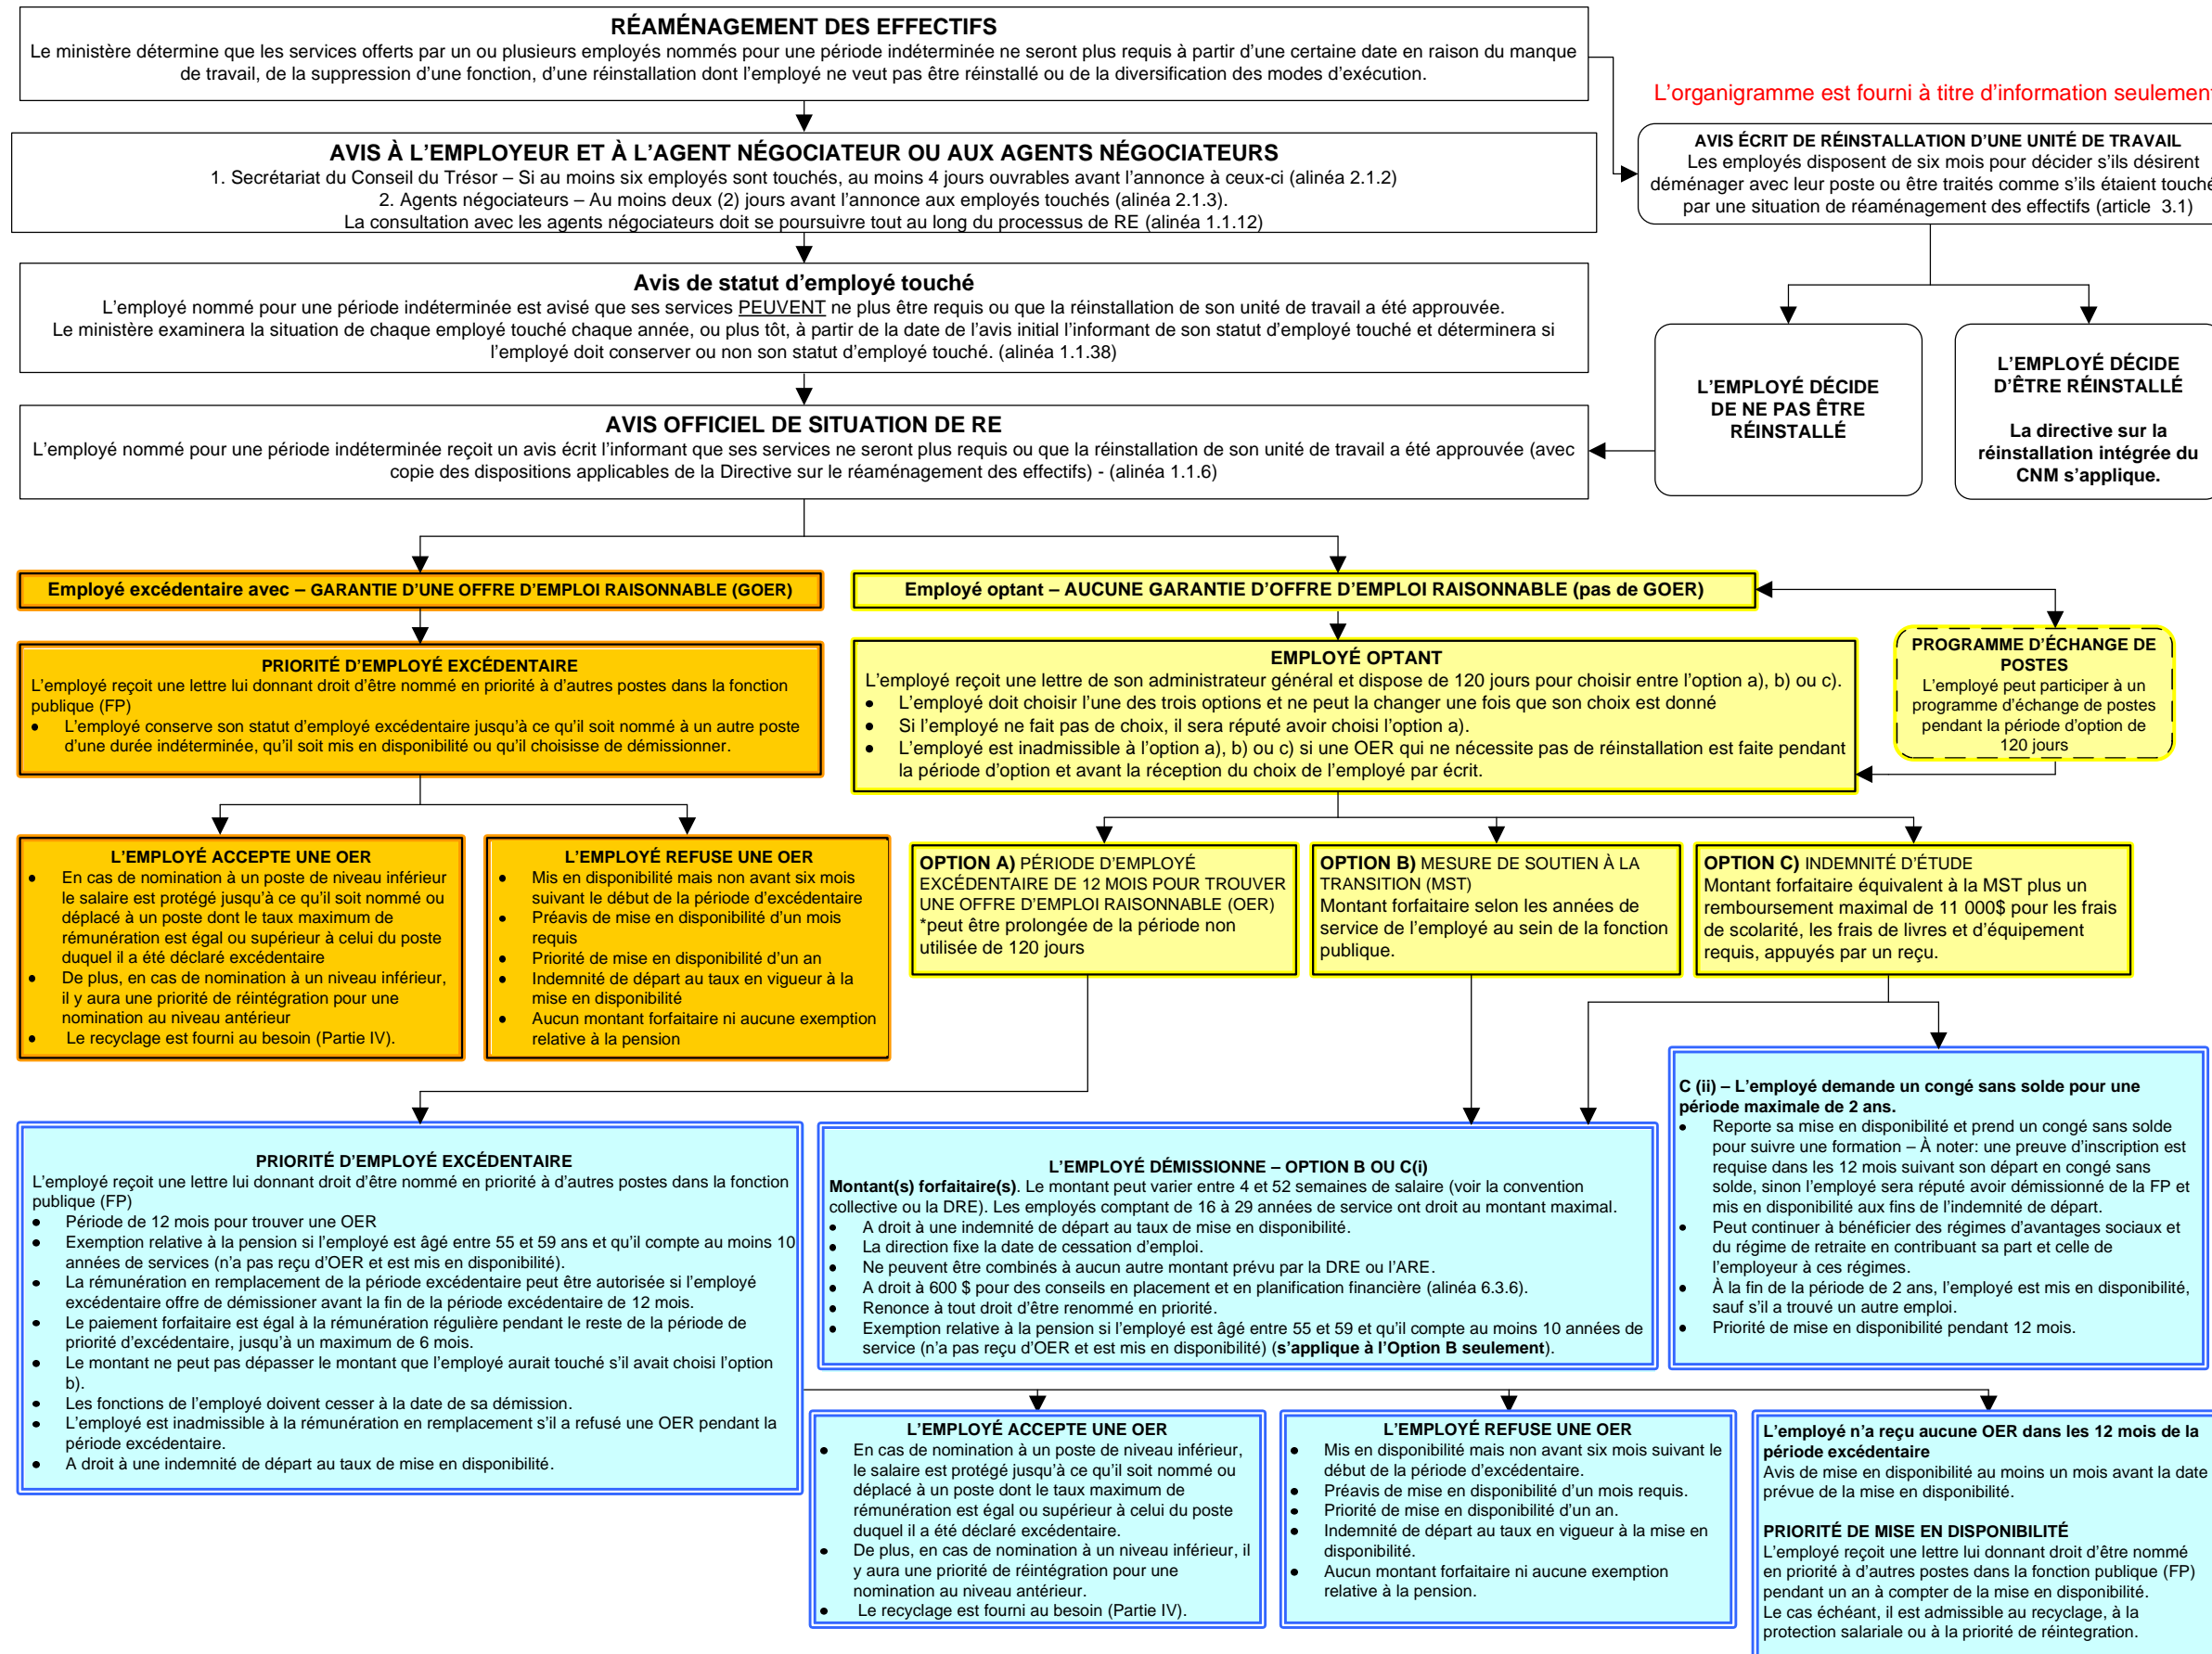 RÉAMÉNAGEMENT DES EFFECTIFS
Le ministère détermine que les services offerts par un ou plusieurs employés nommés pour une période indéterminée ne seront plus requis à partir d'une certaine date en raison du manque
de travail, de la suppression d'une fonction, d'une réinstallation dont l'employé ne veut pas être réinstallé ou de la diversification des modes d'exécution.
L'organigramme est fourni à titre d'information seulement
AVIS À L'EMPLOYEUR ET À L'AGENT NÉGOCIATEUR OU AUX AGENTS NÉGOCIATEURS
1. Secrétariat du Conseil du Trésor – Si au moins six employés sont touchés, au moins 4 jours ouvrables avant l'annonce à ceux-ci (alinéa 2.1.2)
2. Agents négociateurs – Au moins deux (2) jours avant l'annonce aux employés touchés (alinéa 2.1.3).
La consultation avec les agents négociateurs doit se poursuivre tout au long du processus de RE (alinéa 1.1.12)
AVIS ÉCRIT DE RÉINSTALLATION D'UNE UNITÉ DE TRAVAIL
Les employés disposent de six mois pour décider s'ils désirent
déménager avec leur poste ou être traités comme s'ils étaient touché
par une situation de réaménagement des effectifs (article 3.1)
Avis de statut d'employé touché
L'employé nommé pour une période indéterminée est avisé que ses services PEUVENT ne plus être requis ou que la réinstallation de son unité de travail a été approuvée.
Le ministère examinera la situation de chaque employé touché chaque année, ou plus tôt, à partir de la date de l'avis initial l'informant de son statut d'employé touché et déterminera si
l'employé doit conserver ou non son statut d'employé touché. (alinéa 1.1.38)
L'EMPLOYÉ DÉCIDE
DE NE PAS ÊTRE
RÉINSTALLÉ
L'EMPLOYÉ DÉCIDE
D'ÊTRE RÉINSTALLÉ
La directive sur la
réinstallation intégrée du
CNM s'applique.
AVIS OFFICIEL DE SITUATION DE RE
L'employé nommé pour une période indéterminée reçoit un avis écrit l'informant que ses services ne seront plus requis ou que la réinstallation de son unité de travail a été approuvée (avec
copie des dispositions applicables de la Directive sur le réaménagement des effectifs) - (alinéa 1.1.6)
Employé excédentaire avec – GARANTIE D'UNE OFFRE D'EMPLOI RAISONNABLE (GOER)
Employé optant – AUCUNE GARANTIE D'OFFRE D'EMPLOI RAISONNABLE (pas de GOER)
PRIORITÉ D'EMPLOYÉ EXCÉDENTAIRE
L'employé reçoit une lettre lui donnant droit d'être nommé en priorité à d'autres postes dans la fonction
publique (FP)
• L'employé conserve son statut d'employé excédentaire jusqu'à ce qu'il soit nommé à un autre poste
d'une durée indéterminée, qu'il soit mis en disponibilité ou qu'il choisisse de démissionner.
EMPLOYÉ OPTANT
L'employé reçoit une lettre de son administrateur général et dispose de 120 jours pour choisir entre l'option a), b) ou c).
• L'employé doit choisir l'une des trois options et ne peut la changer une fois que son choix est donné
• Si l'employé ne fait pas de choix, il sera réputé avoir choisi l'option a).
• L'employé est inadmissible à l'option a), b) ou c) si une OER qui ne nécessite pas de réinstallation est faite pendant
la période d'option et avant la réception du choix de l'employé par écrit.
PROGRAMME D'ÉCHANGE DE
POSTES
L'employé peut participer à un
programme d'échange de postes
pendant la période d'option de
120 jours
L'EMPLOYÉ ACCEPTE UNE OER
• En cas de nomination à un poste de niveau inférieur
le salaire est protégé jusqu'à ce qu'il soit nommé ou
déplacé à un poste dont le taux maximum de
rémunération est égal ou supérieur à celui du poste
duquel il a été déclaré excédentaire
• De plus, en cas de nomination à un niveau inférieur,
il y aura une priorité de réintégration pour une
nomination au niveau antérieur
• Le recyclage est fourni au besoin (Partie IV).
L'EMPLOYÉ REFUSE UNE OER
• Mis en disponibilité mais non avant six mois
suivant le début de la période d'excédentaire
• Préavis de mise en disponibilité d'un mois
requis
• Priorité de mise en disponibilité d'un an
• Indemnité de départ au taux en vigueur à la
mise en disponibilité
• Aucun montant forfaitaire ni aucune exemption
relative à la pension
OPTION A) PÉRIODE D'EMPLOYÉ
EXCÉDENTAIRE DE 12 MOIS POUR TROUVER
UNE OFFRE D'EMPLOI RAISONNABLE (OER)
*peut être prolongée de la période non
utilisée de 120 jours
OPTION B) MESURE DE SOUTIEN À LA
TRANSITION (MST)
Montant forfaitaire selon les années de
service de l'employé au sein de la fonction
publique.
OPTION C) INDEMNITÉ D'ÉTUDE
Montant forfaitaire équivalent à la MST plus un
remboursement maximal de 11 000$ pour les frais
de scolarité, les frais de livres et d'équipement
requis, appuyés par un reçu.
PRIORITÉ D'EMPLOYÉ EXCÉDENTAIRE
L'employé reçoit une lettre lui donnant droit d'être nommé en priorité à d'autres postes dans la fonction
publique (FP)
• Période de 12 mois pour trouver une OER
• Exemption relative à la pension si l'employé est âgé entre 55 et 59 ans et qu'il compte au moins 10
années de services (n'a pas reçu d'OER et est mis en disponibilité).
• La rémunération en remplacement de la période excédentaire peut être autorisée si l'employé
excédentaire offre de démissioner avant la fin de la période excédentaire de 12 mois.
• Le paiement forfaitaire est égal à la rémunération régulière pendant le reste de la période de
priorité d'excédentaire, jusqu'à un maximum de 6 mois.
• Le montant ne peut pas dépasser le montant que l'employé aurait touché s'il avait choisi l'option
b).
• Les fonctions de l'employé doivent cesser à la date de sa démission.
• L'employé est inadmissible à la rémunération en remplacement s'il a refusé une OER pendant la
période excédentaire.
• A droit à une indemnité de départ au taux de mise en disponibilité.
L'EMPLOYÉ DÉMISSIONNE – OPTION B OU C(i)
Montant(s) forfaitaire(s). Le montant peut varier entre 4 et 52 semaines de salaire (voir la convention
collective ou la DRE). Les employés comptant de 16 à 29 années de service ont droit au montant maximal.
• A droit à une indemnité de départ au taux de mise en disponibilité.
• La direction fixe la date de cessation d'emploi.
• Ne peuvent être combinés à aucun autre montant prévu par la DRE ou l'ARE.
• A droit à 600 $ pour des conseils en placement et en planification financière (alinéa 6.3.6).
• Renonce à tout droit d'être renommé en priorité.
• Exemption relative à la pension si l'employé est âgé entre 55 et 59 et qu'il compte au moins 10 années de
service (n'a pas reçu d'OER et est mis en disponibilité) (s'applique à l'Option B seulement).
C (ii) – L'employé demande un congé sans solde pour une
période maximale de 2 ans.
• Reporte sa mise en disponibilité et prend un congé sans solde
pour suivre une formation – À noter: une preuve d'inscription est
requise dans les 12 mois suivant son départ en congé sans
solde, sinon l'employé sera réputé avoir démissionné de la FP et
mis en disponibilité aux fins de l'indemnité de départ.
• Peut continuer à bénéficier des régimes d'avantages sociaux et
du régime de retraite en contribuant sa part et celle de
l'employeur à ces régimes.
• À la fin de la période de 2 ans, l'employé est mis en disponibilité,
sauf s'il a trouvé un autre emploi.
• Priorité de mise en disponibilité pendant 12 mois.
L'EMPLOYÉ ACCEPTE UNE OER
• En cas de nomination à un poste de niveau inférieur,
le salaire est protégé jusqu'à ce qu'il soit nommé ou
déplacé à un poste dont le taux maximum de
rémunération est égal ou supérieur à celui du poste
duquel il a été déclaré excédentaire.
• De plus, en cas de nomination à un niveau inférieur, il
y aura une priorité de réintégration pour une
nomination au niveau antérieur.
• Le recyclage est fourni au besoin (Partie IV).
L'EMPLOYÉ REFUSE UNE OER
• Mis en disponibilité mais non avant six mois suivant le
début de la période d'excédentaire.
• Préavis de mise en disponibilité d'un mois requis.
• Priorité de mise en disponibilité d'un an.
• Indemnité de départ au taux en vigueur à la mise en
disponibilité.
• Aucun montant forfaitaire ni aucune exemption
relative à la pension.
L'employé n'a reçu aucune OER dans les 12 mois de la
période excédentaire
Avis de mise en disponibilité au moins un mois avant la date
prévue de la mise en disponibilité.
PRIORITÉ DE MISE EN DISPONIBILITÉ
L'employé reçoit une lettre lui donnant droit d'être nommé
en priorité à d'autres postes dans la fonction publique (FP)
pendant un an à compter de la mise en disponibilité.
Le cas échéant, il est admissible au recyclage, à la
protection salariale ou à la priorité de réintegration.